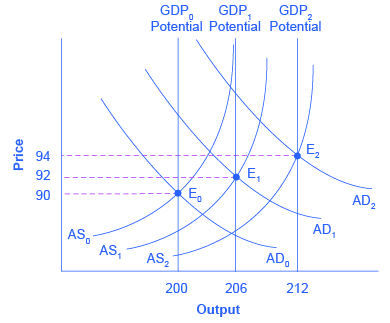 GDP₀ GDP₁ GDP₂
Potential Potential Potential
94
92
90
Price
E₀
E₁
E₂
AS₀
AS₁
AS₂
AD₀
AD₁
AD₂
200 206 212
Output